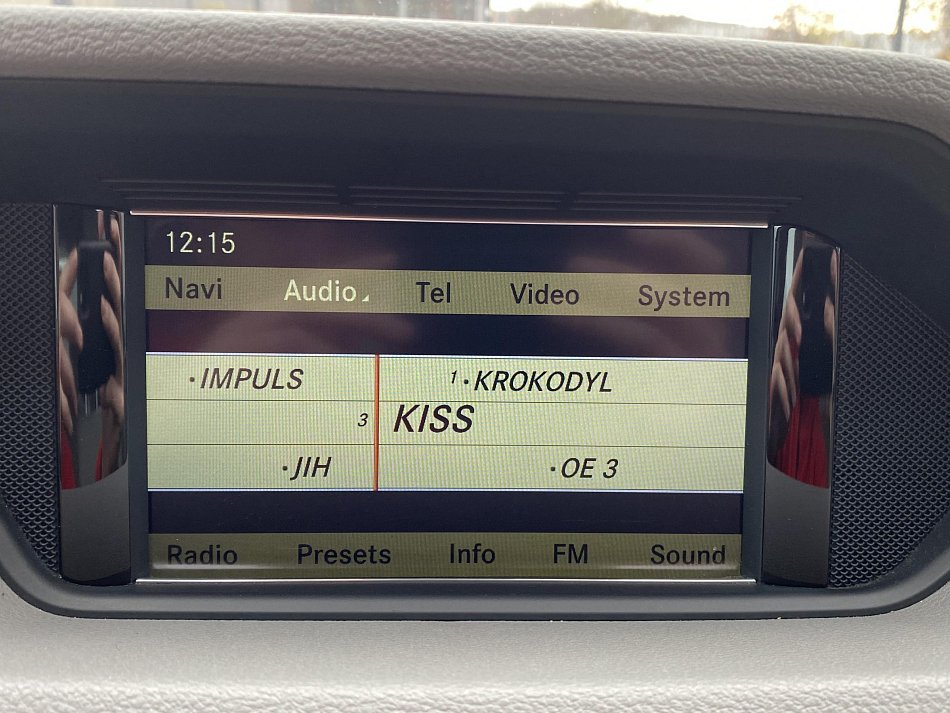 12:15
Navi Audio Tel Video System
·IMPULS 1·KROKODYL
3 KISS
·JIH ·OE 3
Radio Presets Info FM Sound